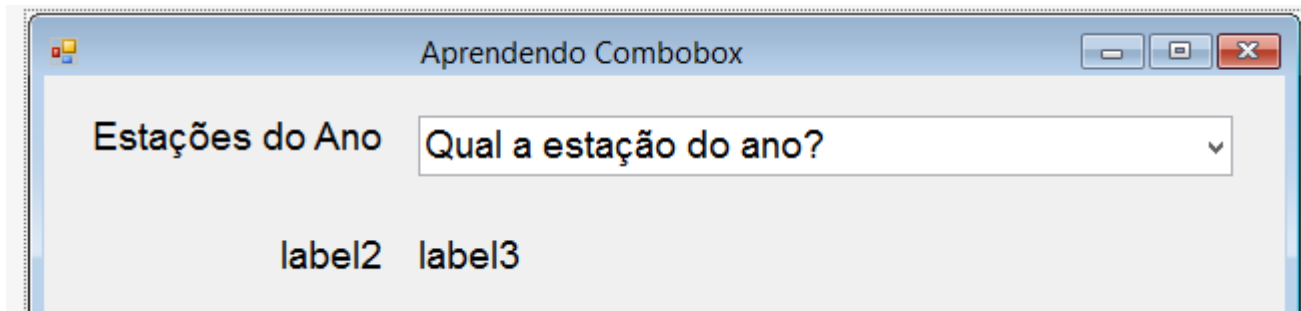 Aprendendo Combobox
Estações do Ano Qual a estação do ano?
label2 label3